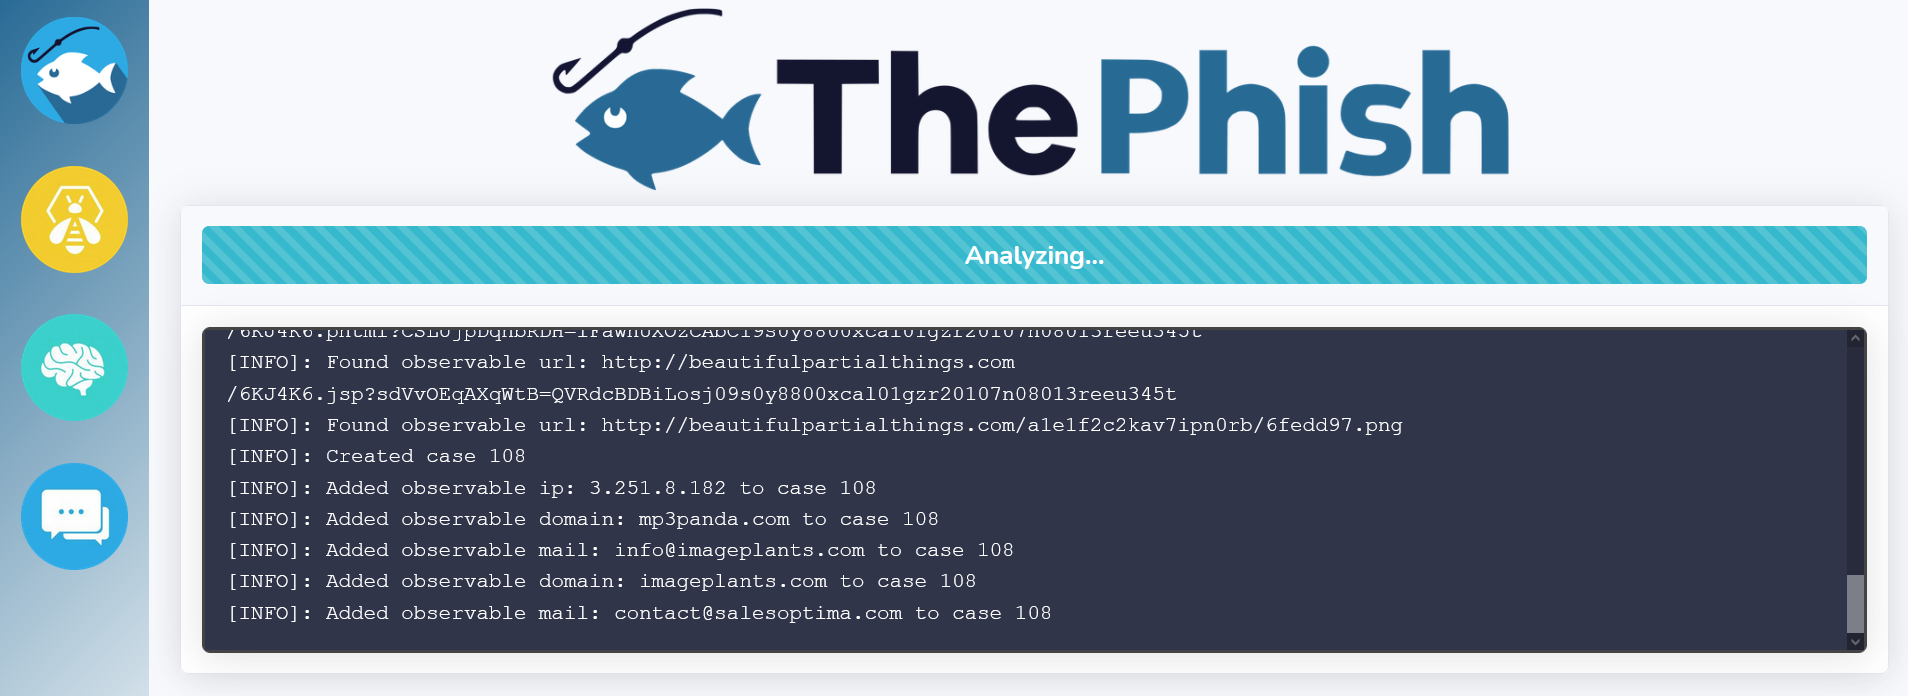 ThePhish
Analyzing...
[INFO]: Found observable url: http://beautifulpartialthings.com
/6KJ4K6.jsp?sdVvOEqAXqWtB=QVRdcBDBiLosj09s0y8800xcal01gzr20107n08013reeu345t
[INFO]: Found observable url: http://beautifulpartialthings.com/a1e1f2c2kav7ipn0rb/6fedd97.png
[INFO]: Created case 108
[INFO]: Added observable ip: 3.251.8.182 to case 108
[INFO]: Added observable domain: mp3panda.com to case 108
[INFO]: Added observable mail: info@imageplants.com to case 108
[INFO]: Added observable domain: imageplants.com to case 108
[INFO]: Added observable mail: contact@salesoptima.com to case 108